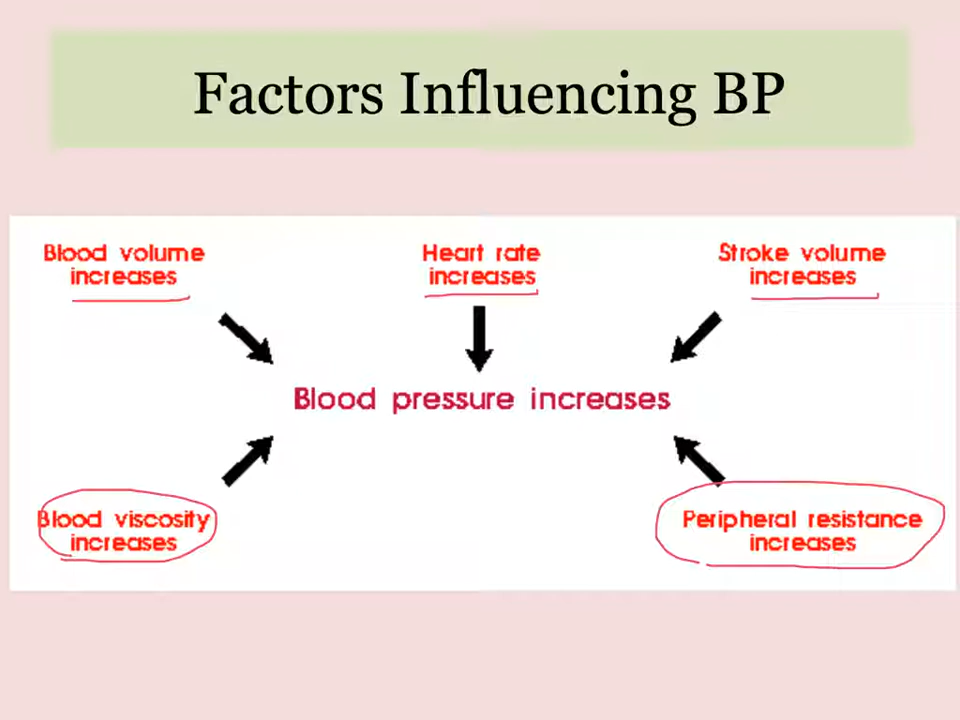 Factors Influencing BP
Blood volume
increases
Heart rate
increases
Stroke volume
increases
Blood pressure increases
Blood viscosity
increases
Peripheral resistance
increases